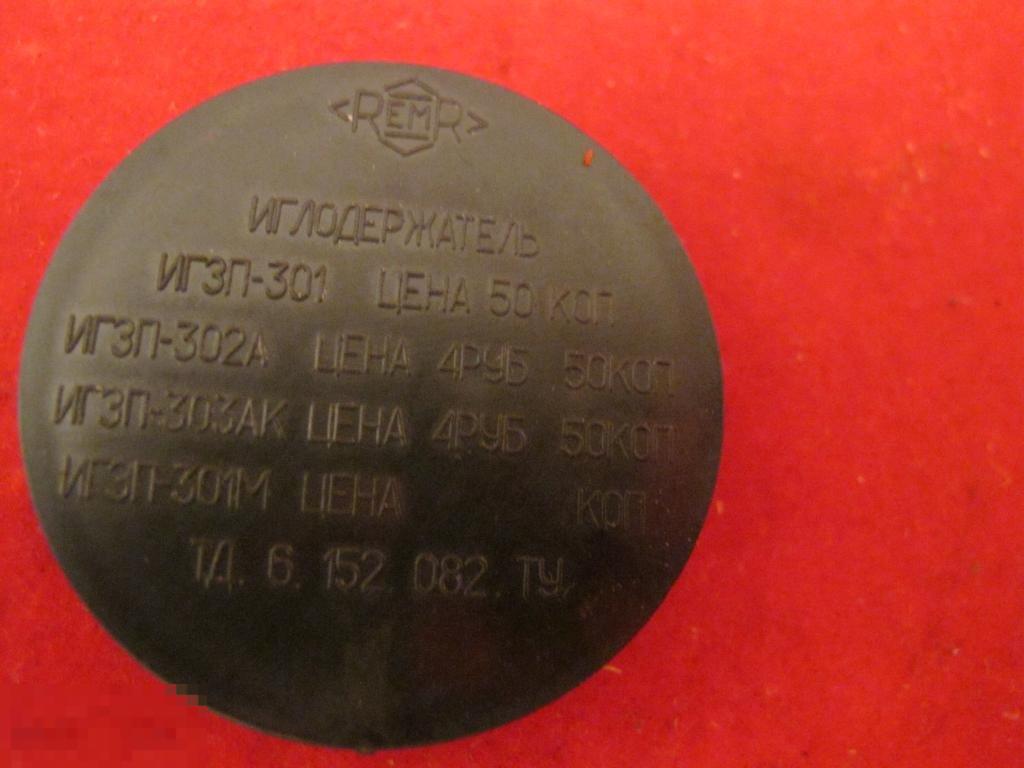 REMR
ИГЛОДЕРЖАТЕЛЬ
ИГЗП-301 ЦЕНА 50 КОП
ИГЗП-302А ЦЕНА 4РУБ 50КОП
ИГЗП-303АК ЦЕНА 4РУБ 50КОП
ИГЗП-301М ЦЕНА КОП
ТД. 6. 152. 082. ТУ